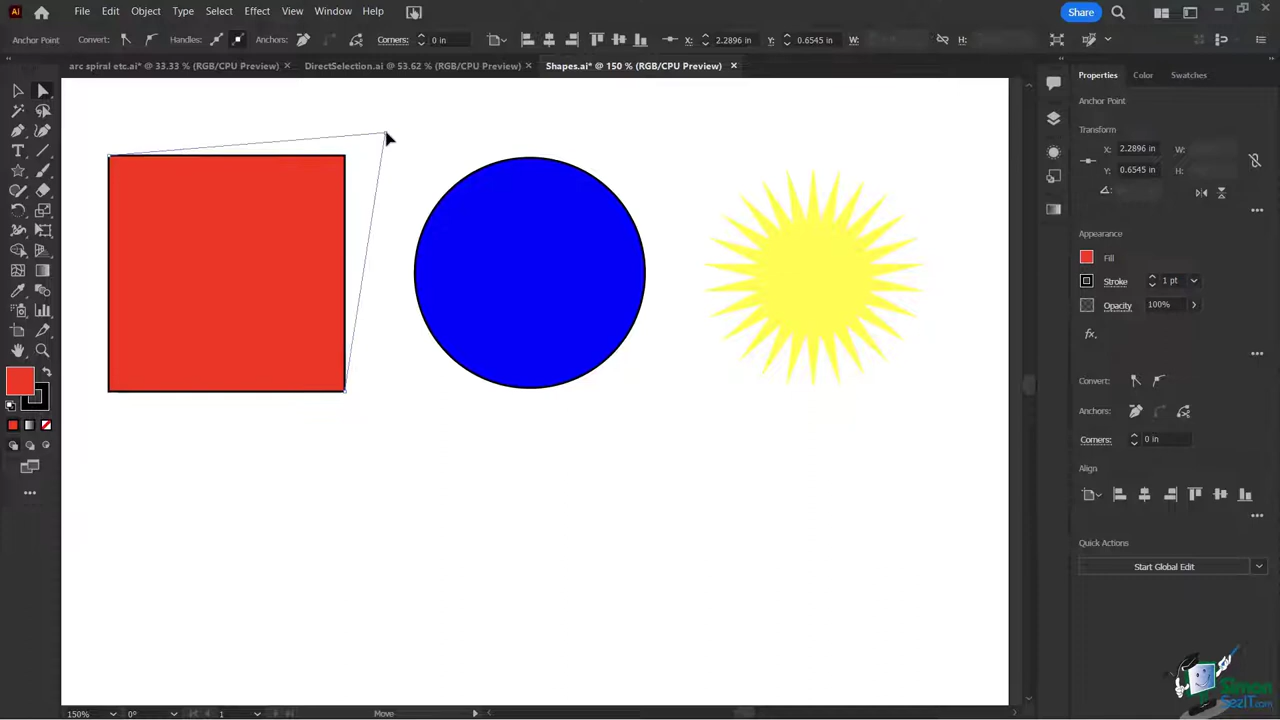 Ai File Edit Object Type Select Effect View Window Help Share
Anchor Point Convert: Handles: Anchors: Corners: 0 in X: 2.2896 in Y: 0.6545 in W: H:
arc spiral etc.ai* @ 33.33 % (RGB/CPU Preview) × DirectSelection.ai @ 53.62 % (RGB/CPU Preview) × Shapes.ai* @ 150 % (RGB/CPU Preview) ×
Properties Color Swatches
Anchor Point
Transform
X: 2.2896 in W:
Y: 0.6545 in H:
Appearance
Fill
Stroke 1 pt
Opacity 100%
fx.
Convert:
Anchors:
Corners: 0 in
Align
Quick Actions
Start Global Edit
Simon
SezIT.com
150% 0° 1 Move